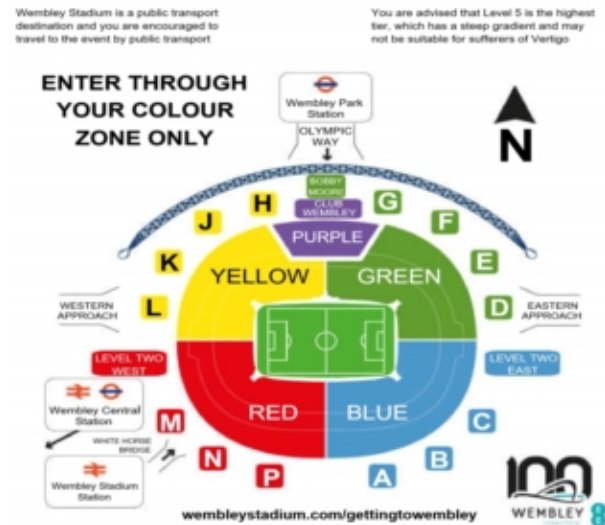 Wembley Stadium is a public transport
destination and you are encouraged to
travel to the event by public transport
You are advised that Level 5 is the highest
tier, which has a steep gradient and may
not be suitable for sufferers of Vertigo
ENTER THROUGH
YOUR COLOUR
ZONE ONLY
Wembley Park
Station
OLYMPIC
WAY
N
BOBBY
MOORE
CLUB
WEMBLEY
PURPLE
H
G
J
F
K
E
YELLOW
GREEN
L
D
WESTERN
APPROACH
EASTERN
APPROACH
LEVEL TWO
WEST
LEVEL TWO
EAST
Wembley Central
Station
RED
BLUE
M
C
WHITE HORSE
BRIDGE
N
B
P
A
Wembley Stadium
Station
100
WEMBLEY
EE
wembleystadium.com/gettingtowembley